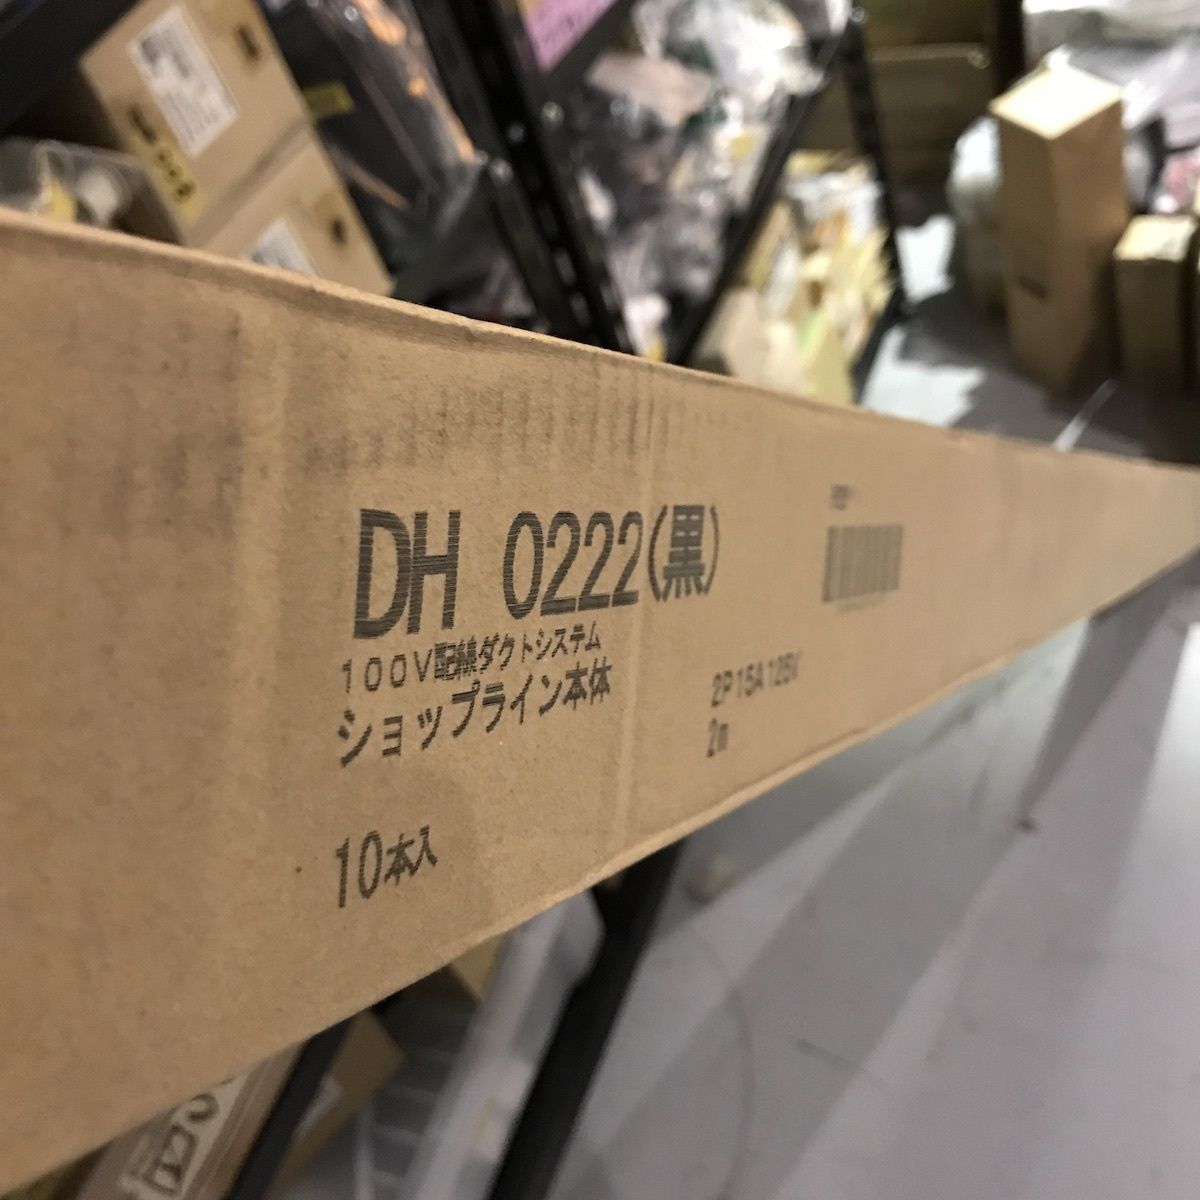 DH 0222(黒)
100V配線ダクトシステム
ショップライン本体
2P15A125V
2m
10本入